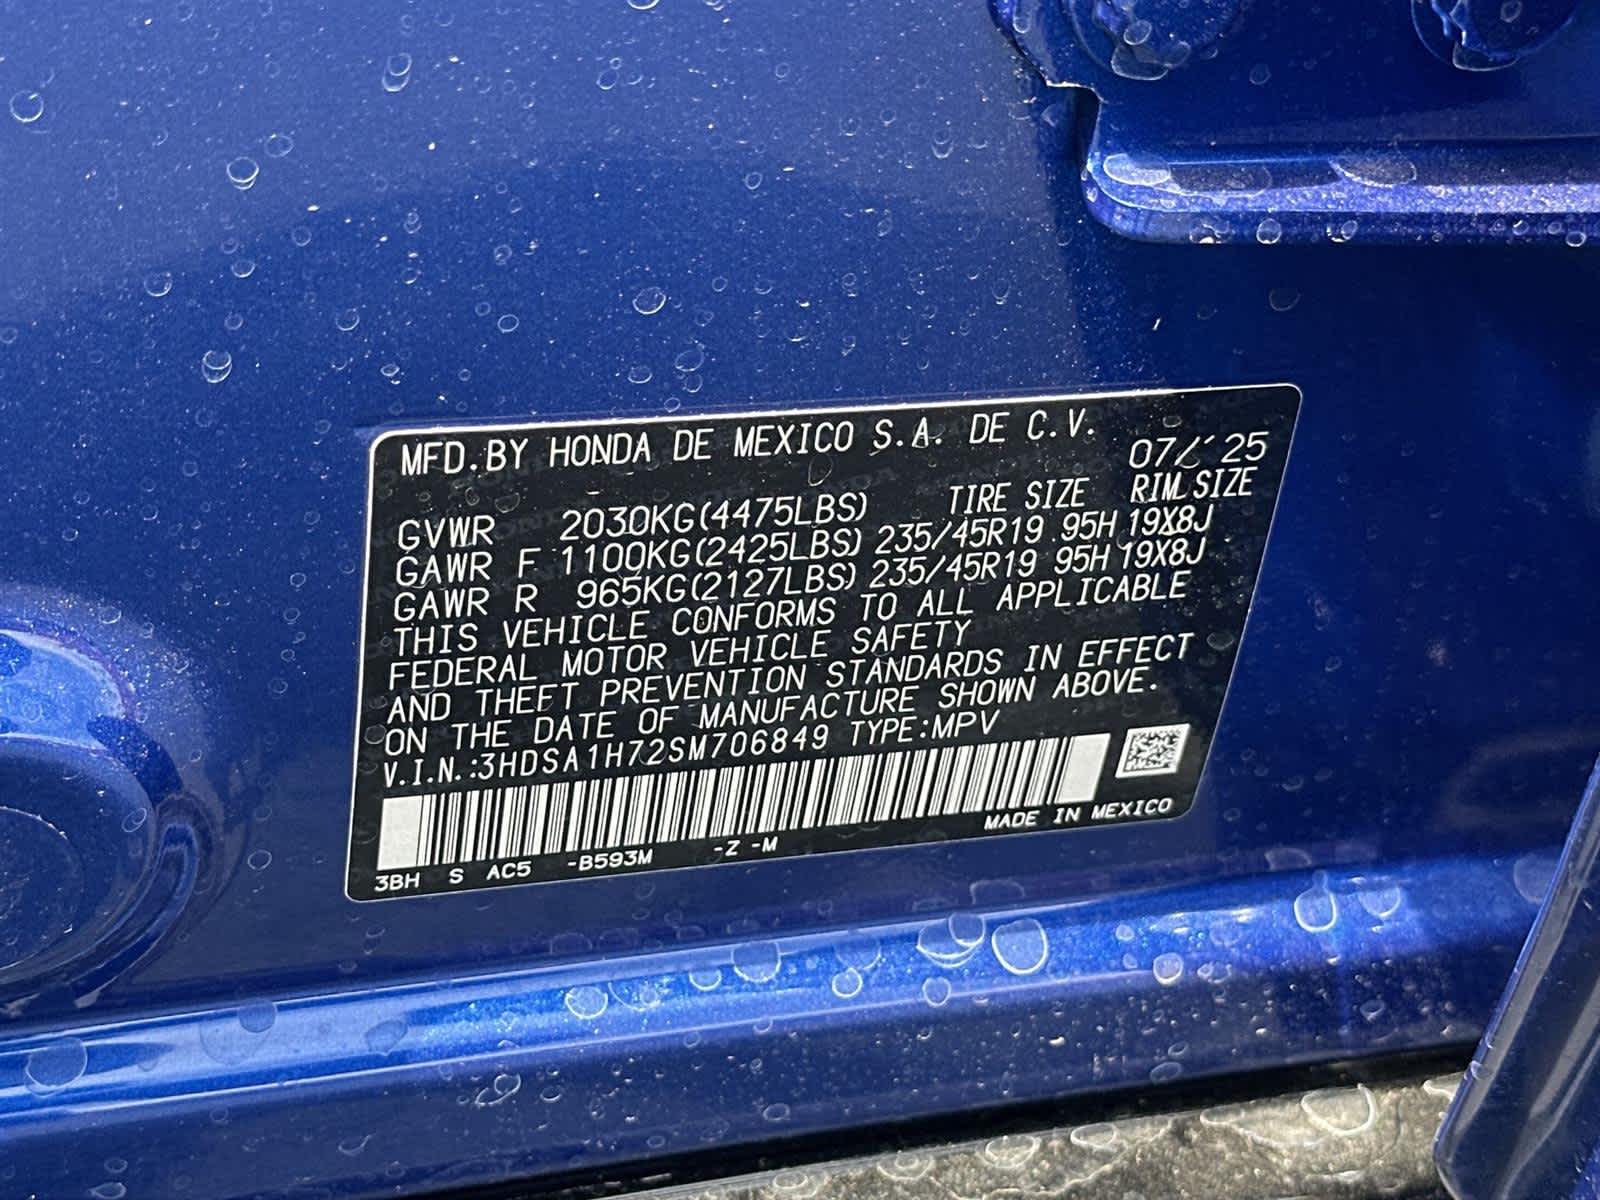 MFD.BY HONDA DE MEXICO S.A. DE C.V.
07/ '25
TIRE SIZE RIM SIZE
GVWR 2030KG(4475LBS)
GAWR F 1100KG(2425LBS) 235/45R19 95H 19X8J
GAWR R 965KG(2127LBS) 235/45R19 95H 19X8J
THIS VEHICLE CONFORMS TO ALL APPLICABLE
FEDERAL MOTOR VEHICLE SAFETY
AND THEFT PREVENTION STANDARDS IN EFFECT
ON THE DATE OF MANUFACTURE SHOWN ABOVE.
V.I.N.:3HDSA1H72SM706849 TYPE:MPV
MADE IN MEXICO
3BH S AC5 -B593M -Z -M